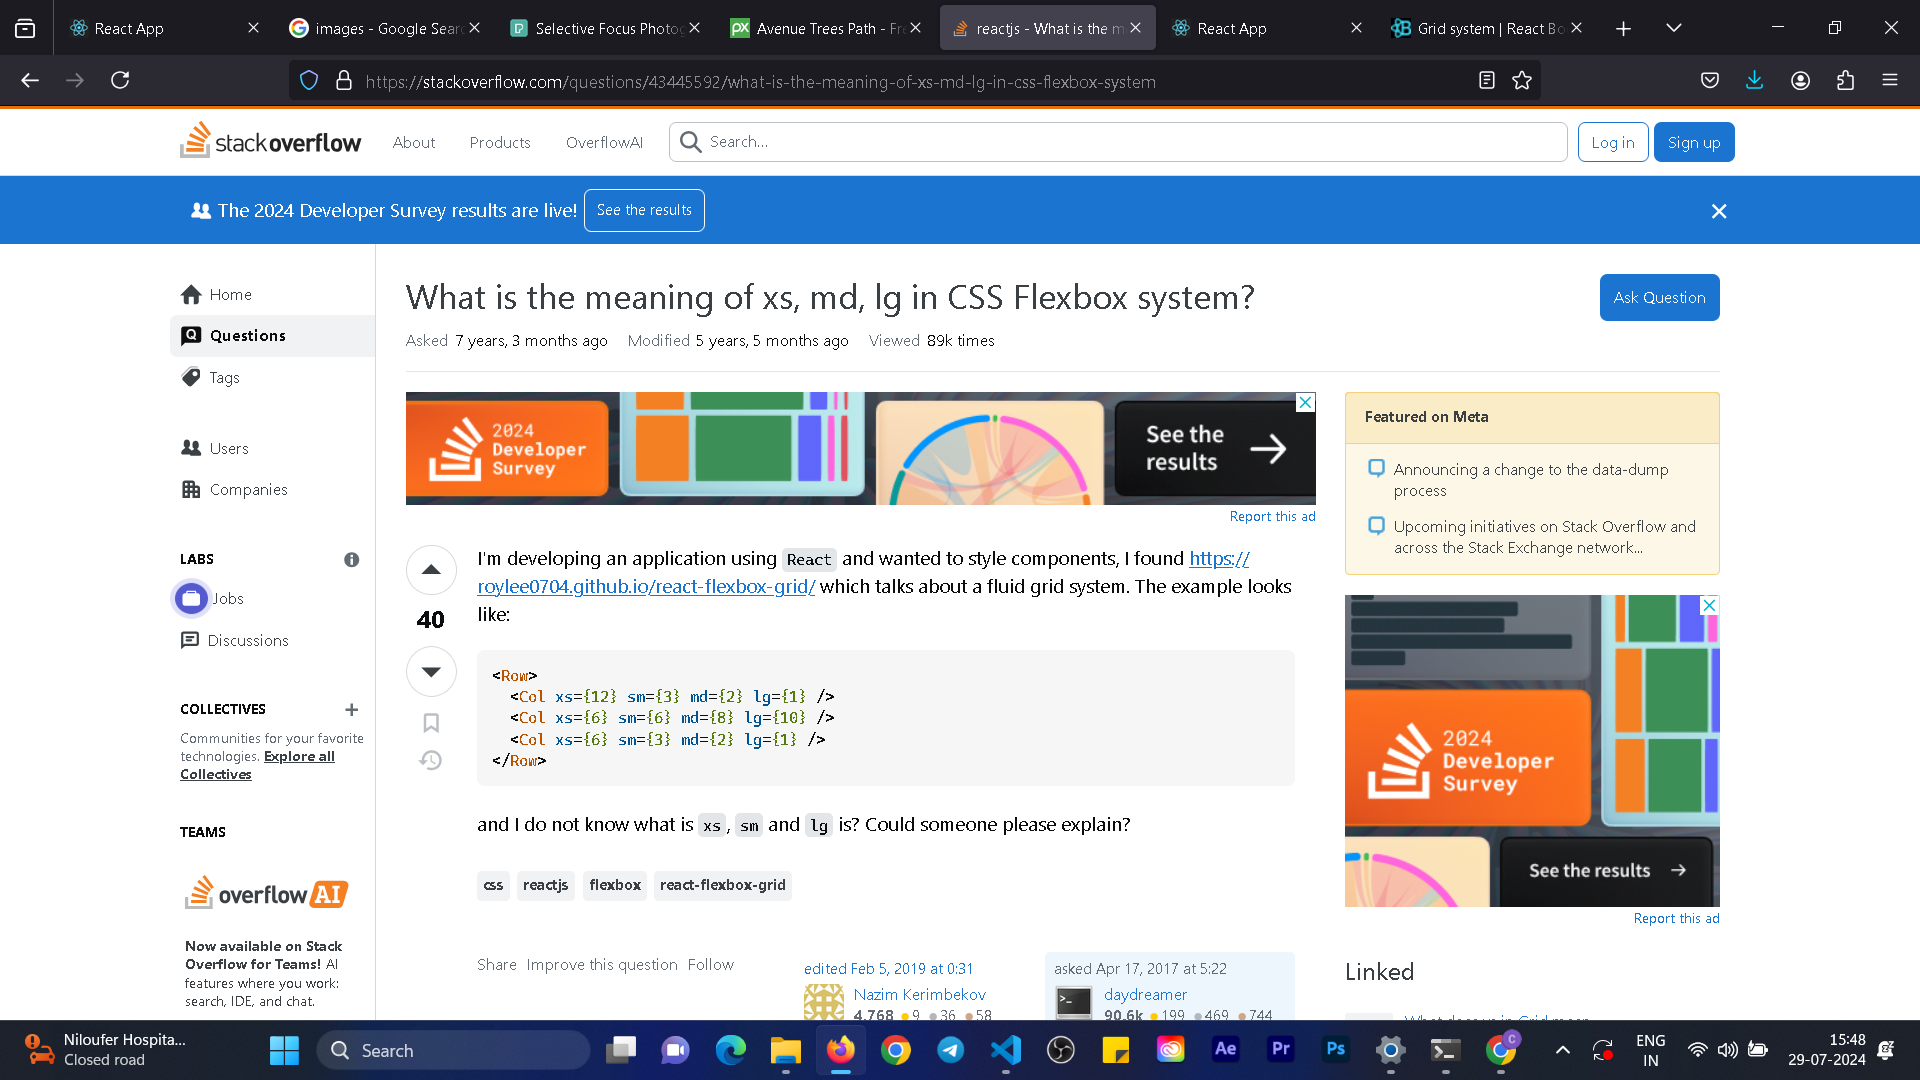 React App
images - Google Sear
Selective Focus Photog
Avenue Trees Path - Fre
reactjs - What is the m
React App
Grid system | React Bo
https://stackoverflow.com/questions/43445592/what-is-the-meaning-of-xs-md-lg-in-css-flexbox-system
stackoverflow
About
Products
OverflowAI
Search...
Log in
Sign up
The 2024 Developer Survey results are live!
See the results
Home
Questions
Tags
Users
Companies
LABS
Jobs
Discussions
COLLECTIVES
Communities for your favorite
technologies. Explore all
Collectives
TEAMS
overflowAI
Now available on Stack
Overflow for Teams! AI
features where you work:
search, IDE, and chat.
What is the meaning of xs, md, lg in CSS Flexbox system?
Ask Question
Asked 7 years, 3 months ago Modified 5 years, 5 months ago Viewed 89k times
2024
Developer
Survey
See the
results
Report this ad
40
I'm developing an application using React and wanted to style components, I found https://
roylee0704.github.io/react-flexbox-grid/ which talks about a fluid grid system. The example looks
like:
<Row>
  <Col xs={12} sm={3} md={2} lg={1} />
  <Col xs={6} sm={6} md={8} lg={10} />
  <Col xs={6} sm={3} md={2} lg={1} />
</Row>
and I do not know what is xs, sm and lg is? Could someone please explain?
css reactjs flexbox react-flexbox-grid
Share Improve this question Follow
edited Feb 5, 2019 at 0:31
Nazim Kerimbekov
4,768 9 36 58
asked Apr 17, 2017 at 5:22
daydreamer
90.6k 199 469 744
Featured on Meta
Announcing a change to the data-dump
process
Upcoming initiatives on Stack Overflow and
across the Stack Exchange network...
2024
Developer
Survey
See the results
Report this ad
Linked
Niloufer Hospita...
Closed road
Search
Ae
Pr
Ps
C
ENG
IN
15:48
29-07-2024